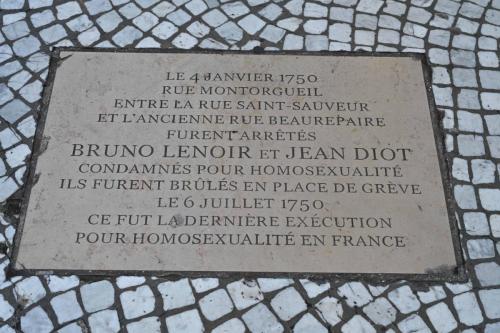 LE 4 JANVIER 1750
RUE MONTORGUEIL
ENTRE LA RUE SAINT-SAUVEUR
ET L'ANCIENNE RUE BEAUREPAIRE
FURENT ARRÊTÉS
BRUNO LENOIR ET JEAN DIOT
CONDAMNÉS POUR HOMOSEXUALITÉ
ILS FURENT BRÛLÉS EN PLACE DE GRÈVE
LE 6 JUILLET 1750
CE FUT LA DERNIÈRE EXÉCUTION
POUR HOMOSEXUALITÉ EN FRANCE